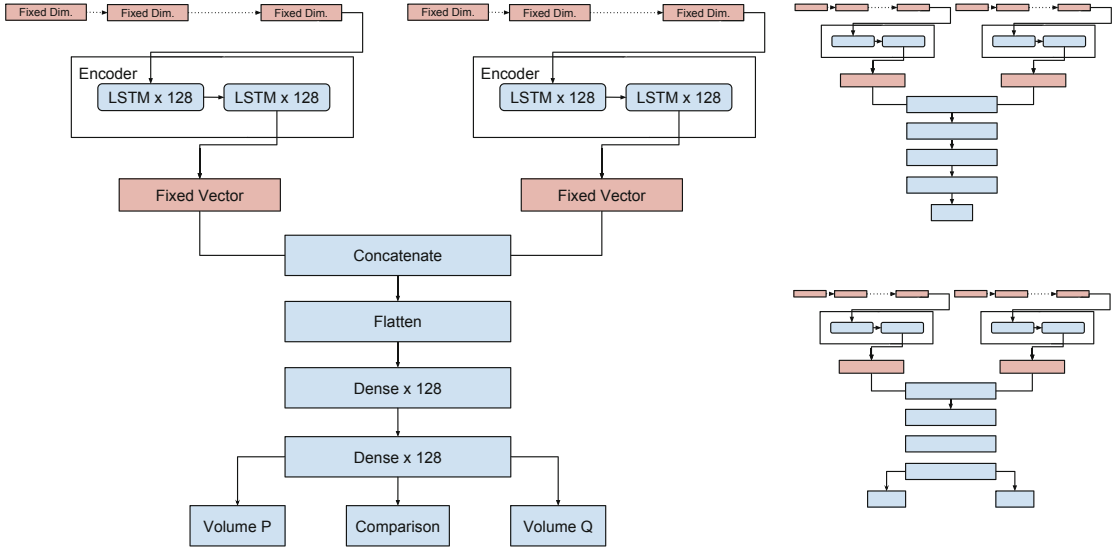 Fixed Dim. Fixed Dim. Fixed Dim. Fixed Dim. Fixed Dim. Fixed Dim.
Encoder Encoder
LSTM x 128 LSTM x 128 LSTM x 128 LSTM x 128
Fixed Vector Fixed Vector
Concatenate
Flatten
Dense x 128
Dense x 128
Volume P Comparison Volume Q